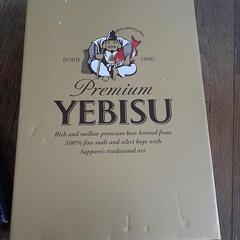 BORN 1890
Premium
YEBISU
Rich and mellow premium beer brewed from
100% fine malt and select hops with
Sapporo's traditional art.